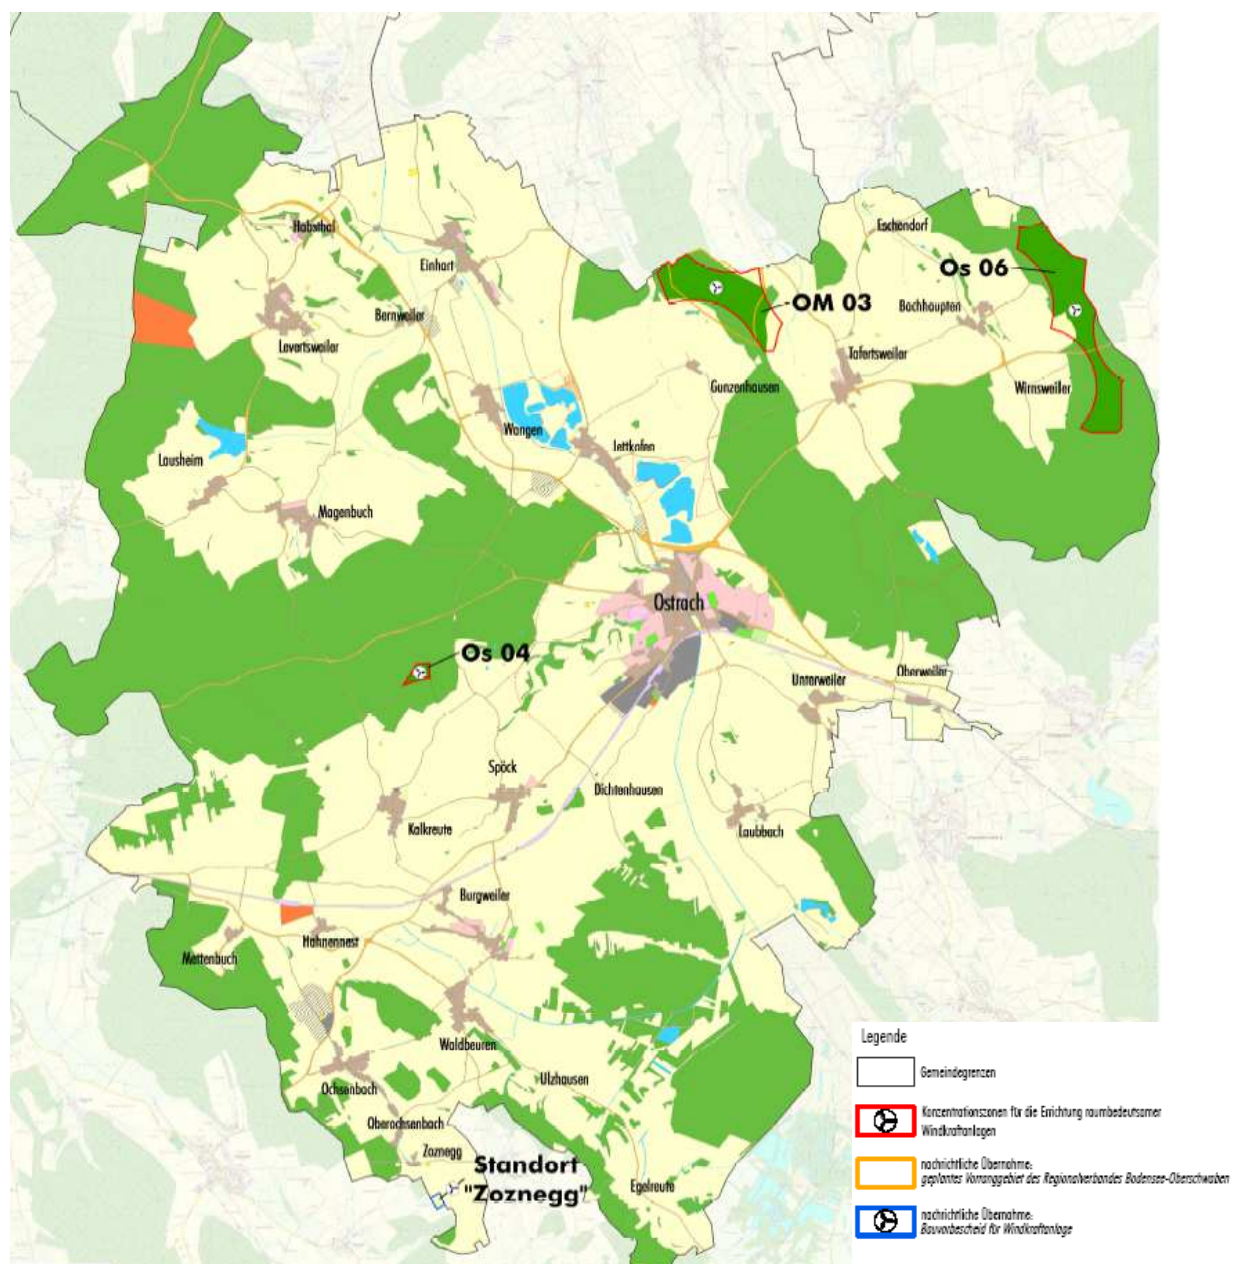 Eschendorf
Habsthal
Einhart
Os 06
OM 03
Bachhaupten
Bernweiler
Levertsweiler
Tafertsweiler
Gunzenhausen
Wirnsweiler
Wangen
Jettkofen
Lausheim
Magenbuch
Ostrach
Os 04
Oberweiler
Unterweiler
Spöck
Dichtenhausen
Kalkreute
Laubbach
Burgweiler
Hahnennest
Mettenbuch
Waldbeuren
Ulzhausen
Ochsenbach
Oberochsenbach
Zoznegg
Standort
"Zoznegg"
Egelreute
Legende
Gemeindegrenzen
Konzentrationszonen für die Errichtung raumbedeutsamer
Windkraftanlagen
nachrichtliche Übernahme:
geplantes Vorranggebiet des Regionalverbandes Bodensee-Oberschwaben
nachrichtliche Übernahme:
Bauvorbescheid für Windkraftanlage